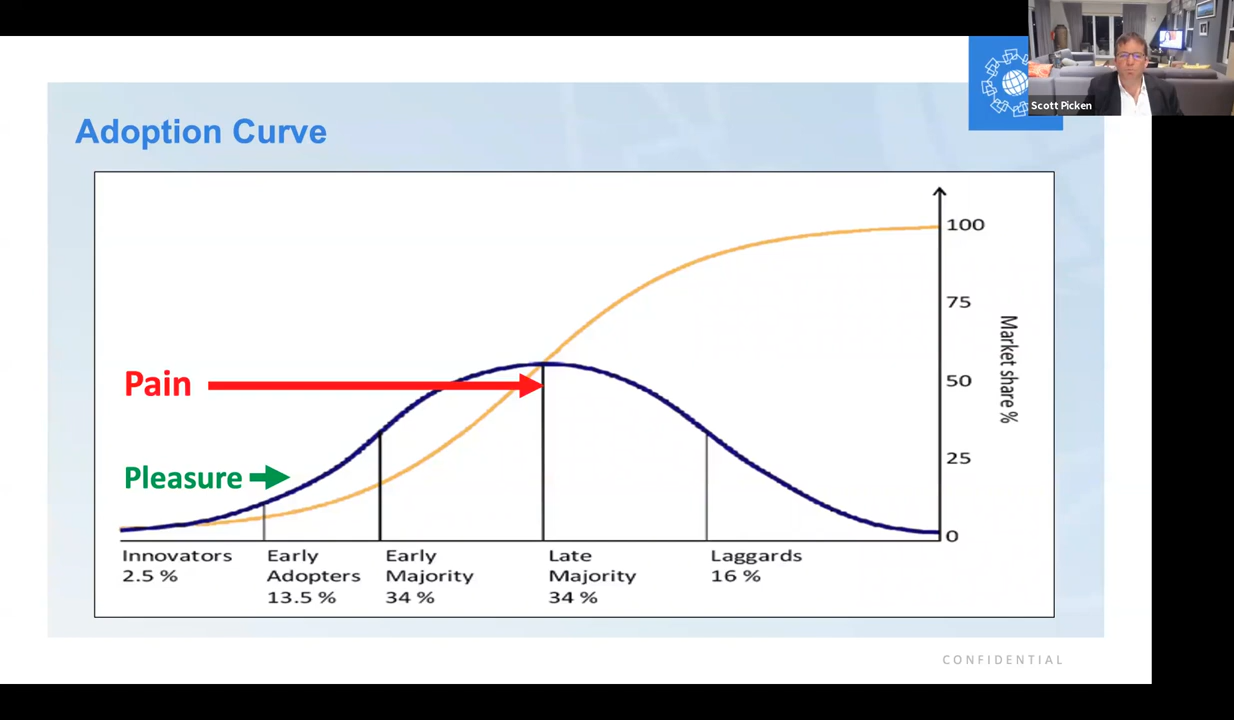 Scott Picken
Adoption Curve
100
75
50
25
0
Market share %
Pain
Pleasure
Innovators
2.5 %
Early
Adopters
13.5 %
Early
Majority
34 %
Late
Majority
34 %
Laggards
16 %
CONFIDENTIAL